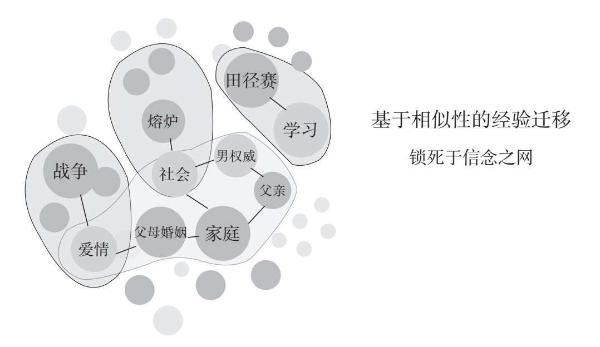 田径赛
熔炉
学习
男权威
战争
社会
父亲
父母婚姻
家庭
爱情
基于相似性的经验迁移
锁死于信念之网